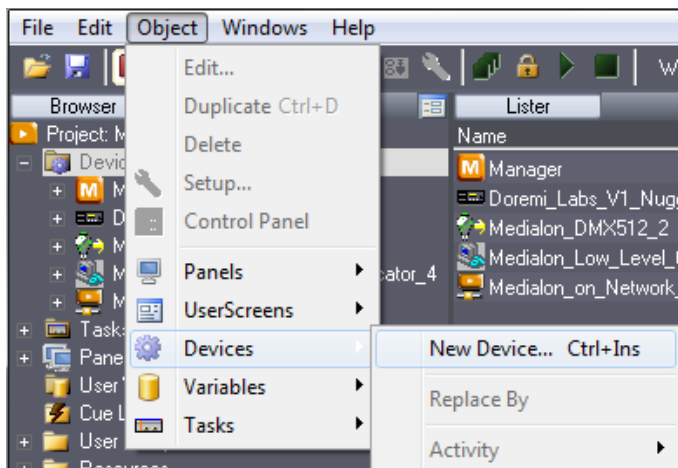 File Edit Object Windows Help
W
Browser
Lister
Project: M
Name
Devic
M
Manager
D
Doremi_Labs_V1_Nugg
M
Medialon_DMX512_2
M
cator_4
Medialon_Low_Level_
M
Medialon_on_Network_
Task
Pane
User
Cue L
User
Edit...
Duplicate Ctrl+D
Delete
Setup...
Control Panel
Panels
UserScreens
Devices
Variables
Tasks
New Device... Ctrl+Ins
Replace By
Activity